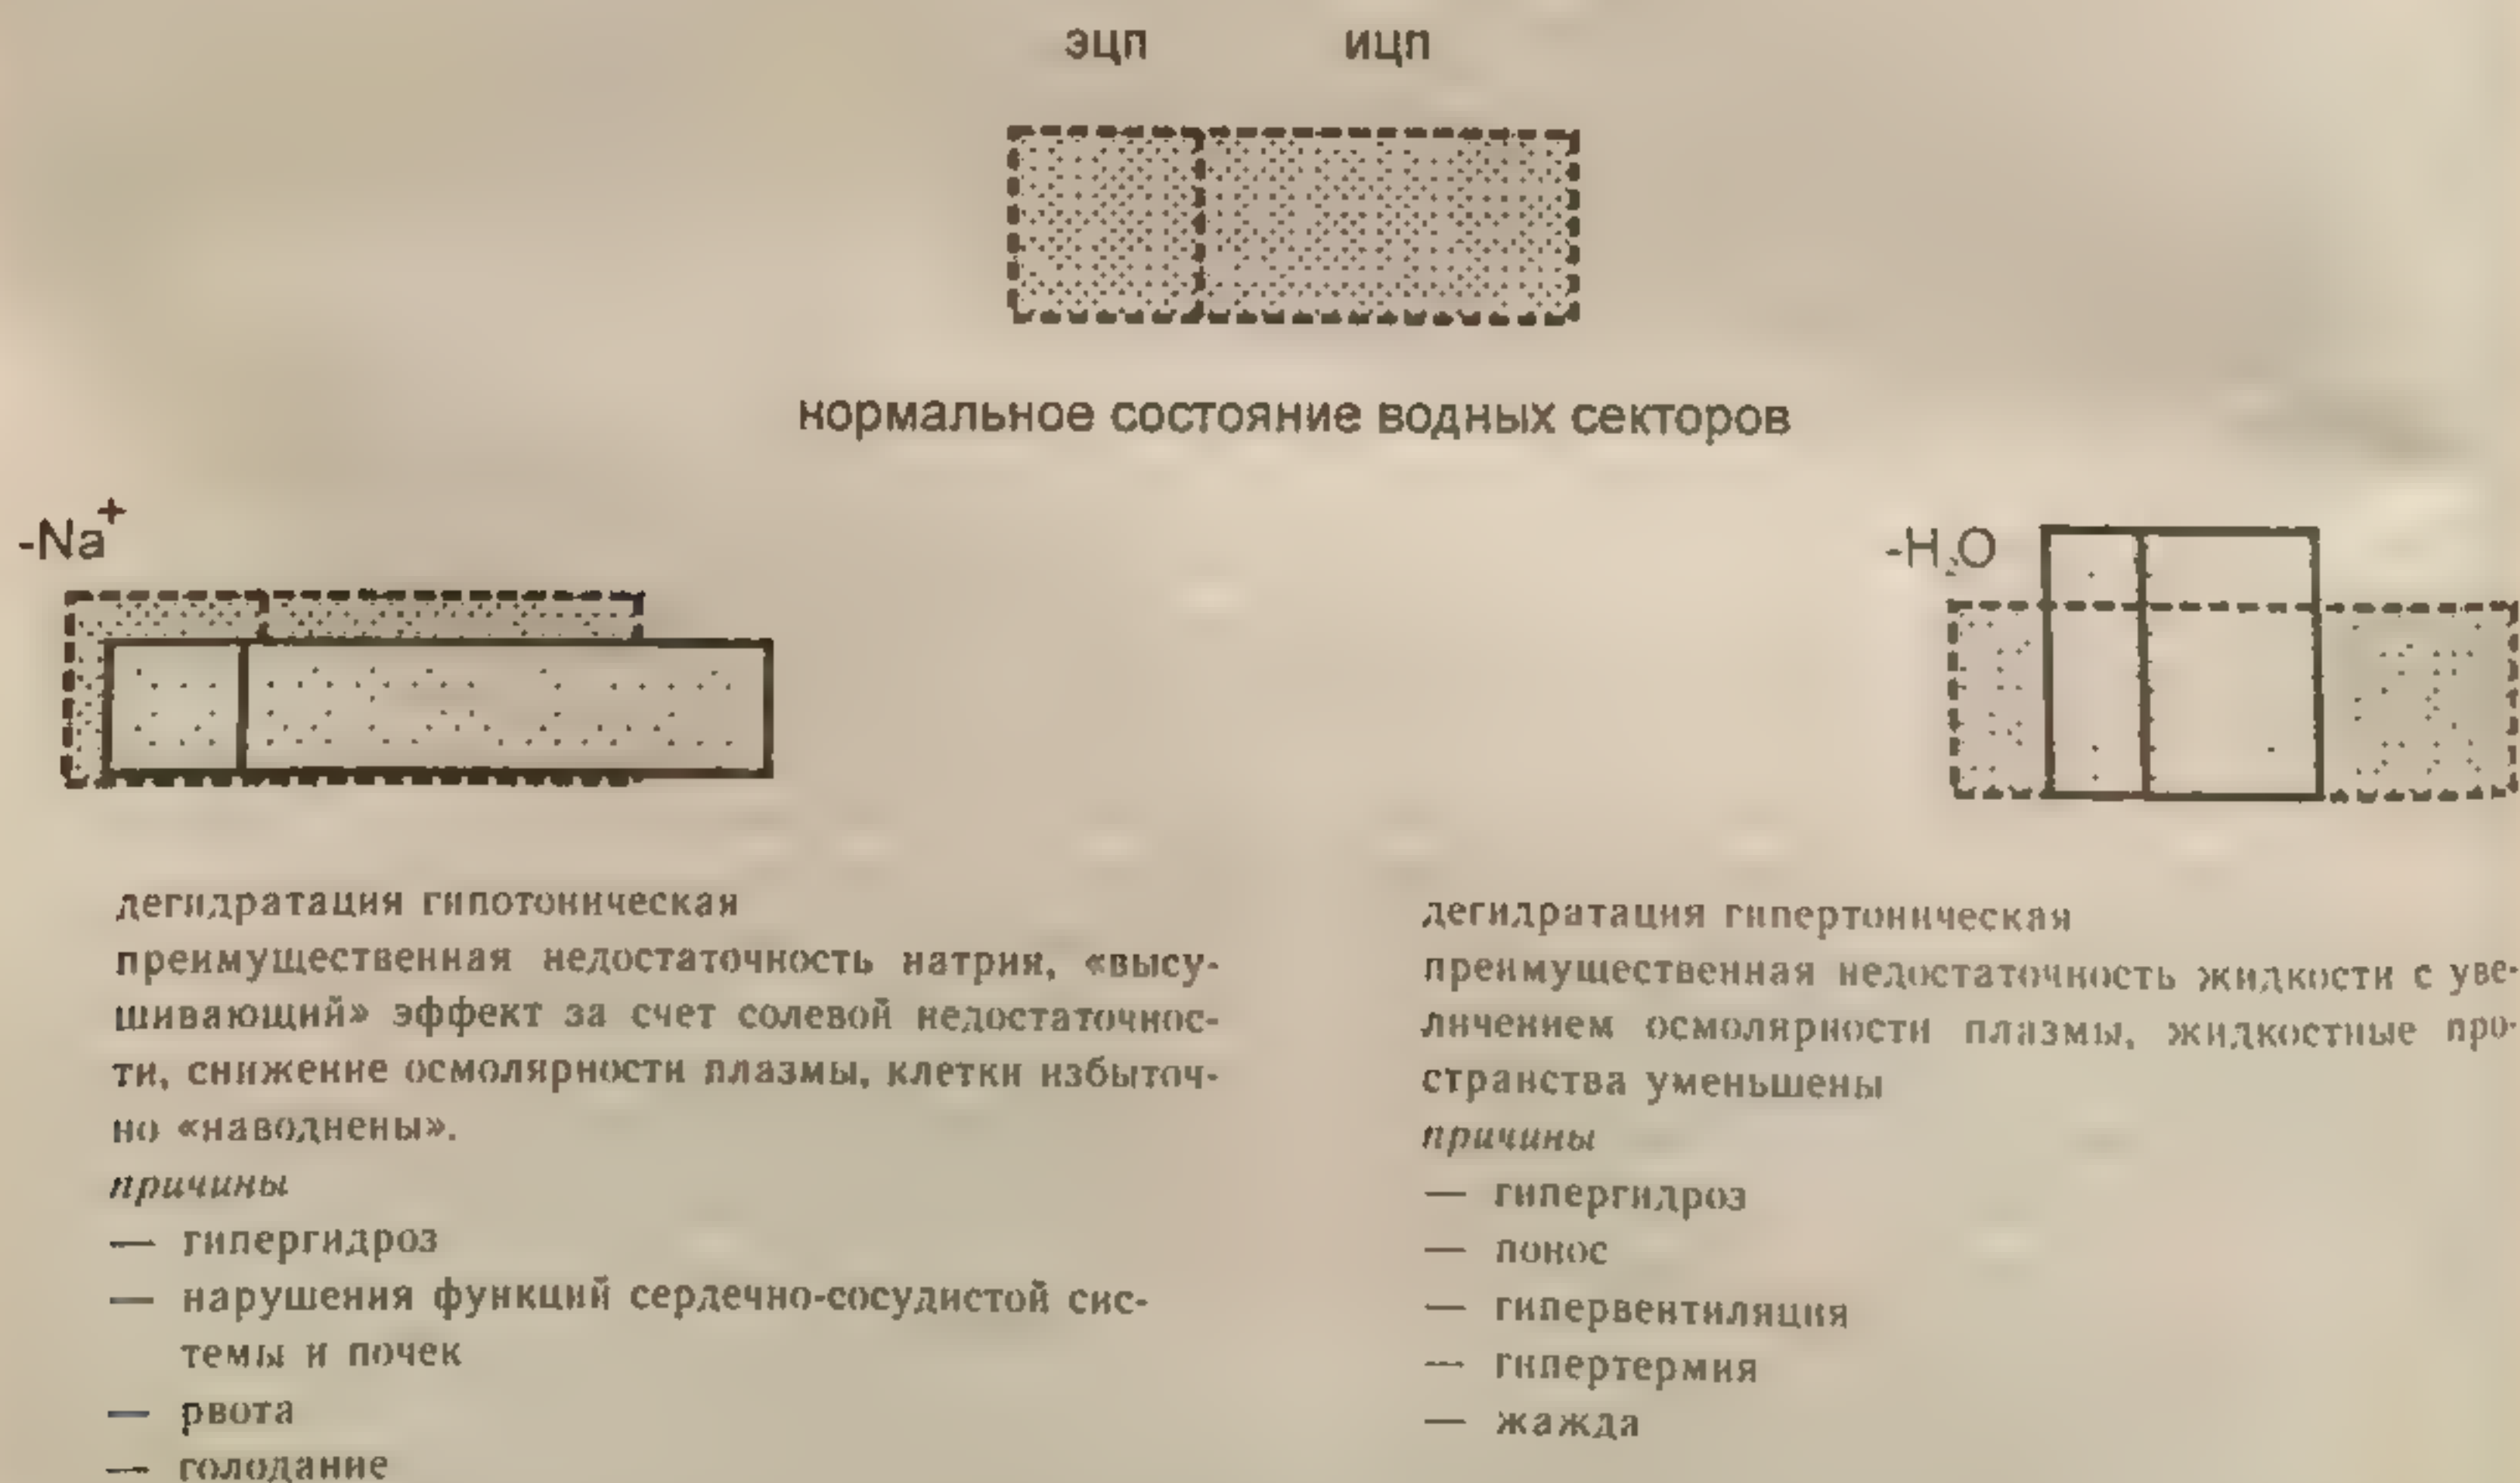 эцп ицп
нормальное состояние водных секторов
-Na+
-H2O
дегидратация гипотоническая
преимущественная недостаточность натрия, «высу-
шивающий» эффект за счет солевой недостаточнос-
ти, снижение осмолярности плазмы, клетки избыточ-
но «наводнены».
причины
— гипергидроз
— нарушения функций сердечно-сосудистой сис-
темы и почек
— рвота
— голодание
дегидратация гипертоническая
преимущественная недостаточность жидкости с уве-
личением осмолярности плазмы, жидкостные про-
странства уменьшены
причины
— гипергидроз
— понос
— гипервентиляция
— гипертермия
— жажда